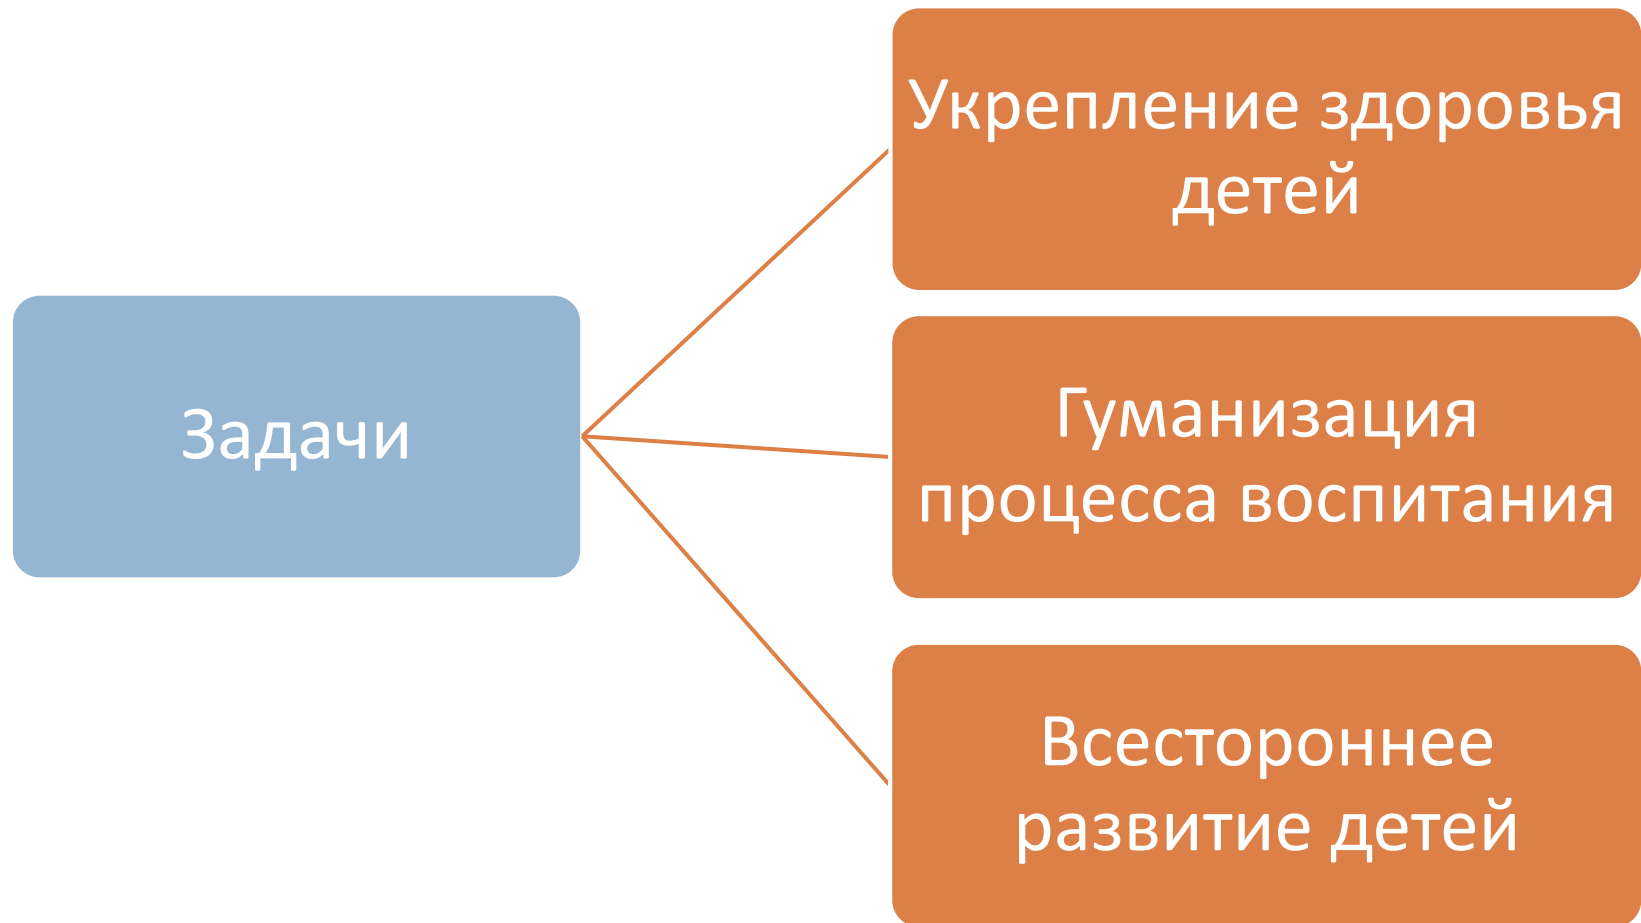 Задачи
Укрепление здоровья
детей
Гуманизация
процесса воспитания
Всестороннее
развитие детей